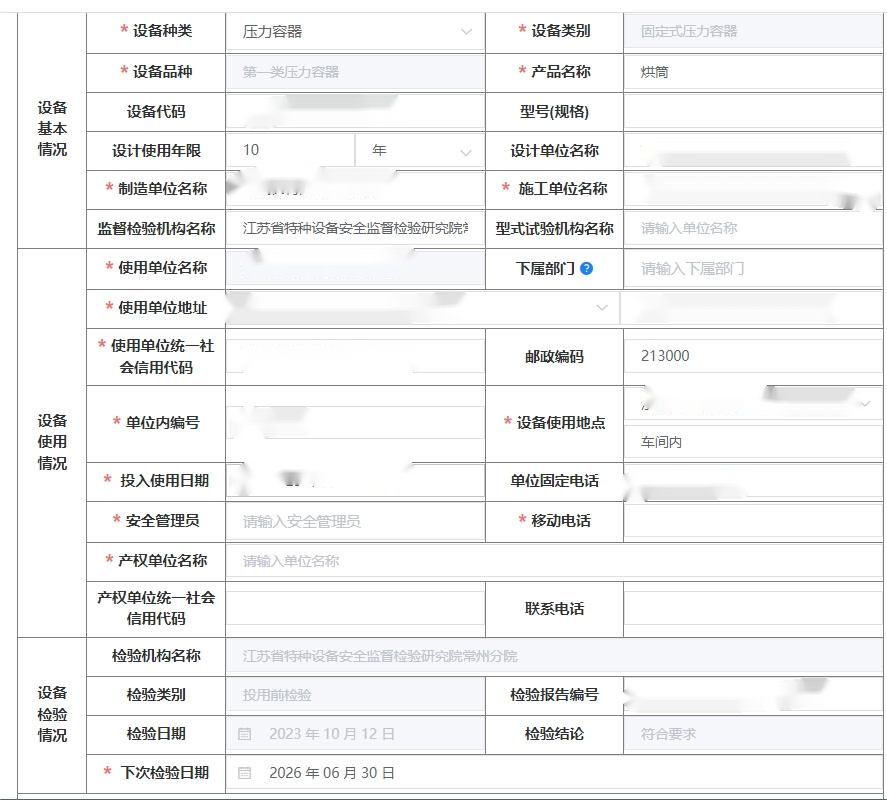 设备
基本
情况
* 设备种类
压力容器
* 设备类别
固定式压力容器
* 设备品种
第一类压力容器
* 产品名称
烘筒
设备代码
型号(规格)
设计使用年限
10
年
设计单位名称
* 制造单位名称
* 施工单位名称
监督检验机构名称
江苏省特种设备安全监督检验研究院常
型式试验机构名称
请输入单位名称
设备
使用
情况
* 使用单位名称
下属部门 ?
请输入下属部门
* 使用单位地址
* 使用单位统一社
会信用代码
邮政编码
213000
* 单位内编号
* 设备使用地点
车间内
* 投入使用日期
单位固定电话
* 安全管理员
请输入安全管理员
* 移动电话
* 产权单位名称
请输入单位名称
产权单位统一社会
信用代码
联系电话
设备
检验
情况
检验机构名称
江苏省特种设备安全监督检验研究院常州分院
检验类别
投用前检验
检验报告编号
检验日期
2023 年 10 月 12 日
检验结论
符合要求
* 下次检验日期
2026 年 06 月 30 日